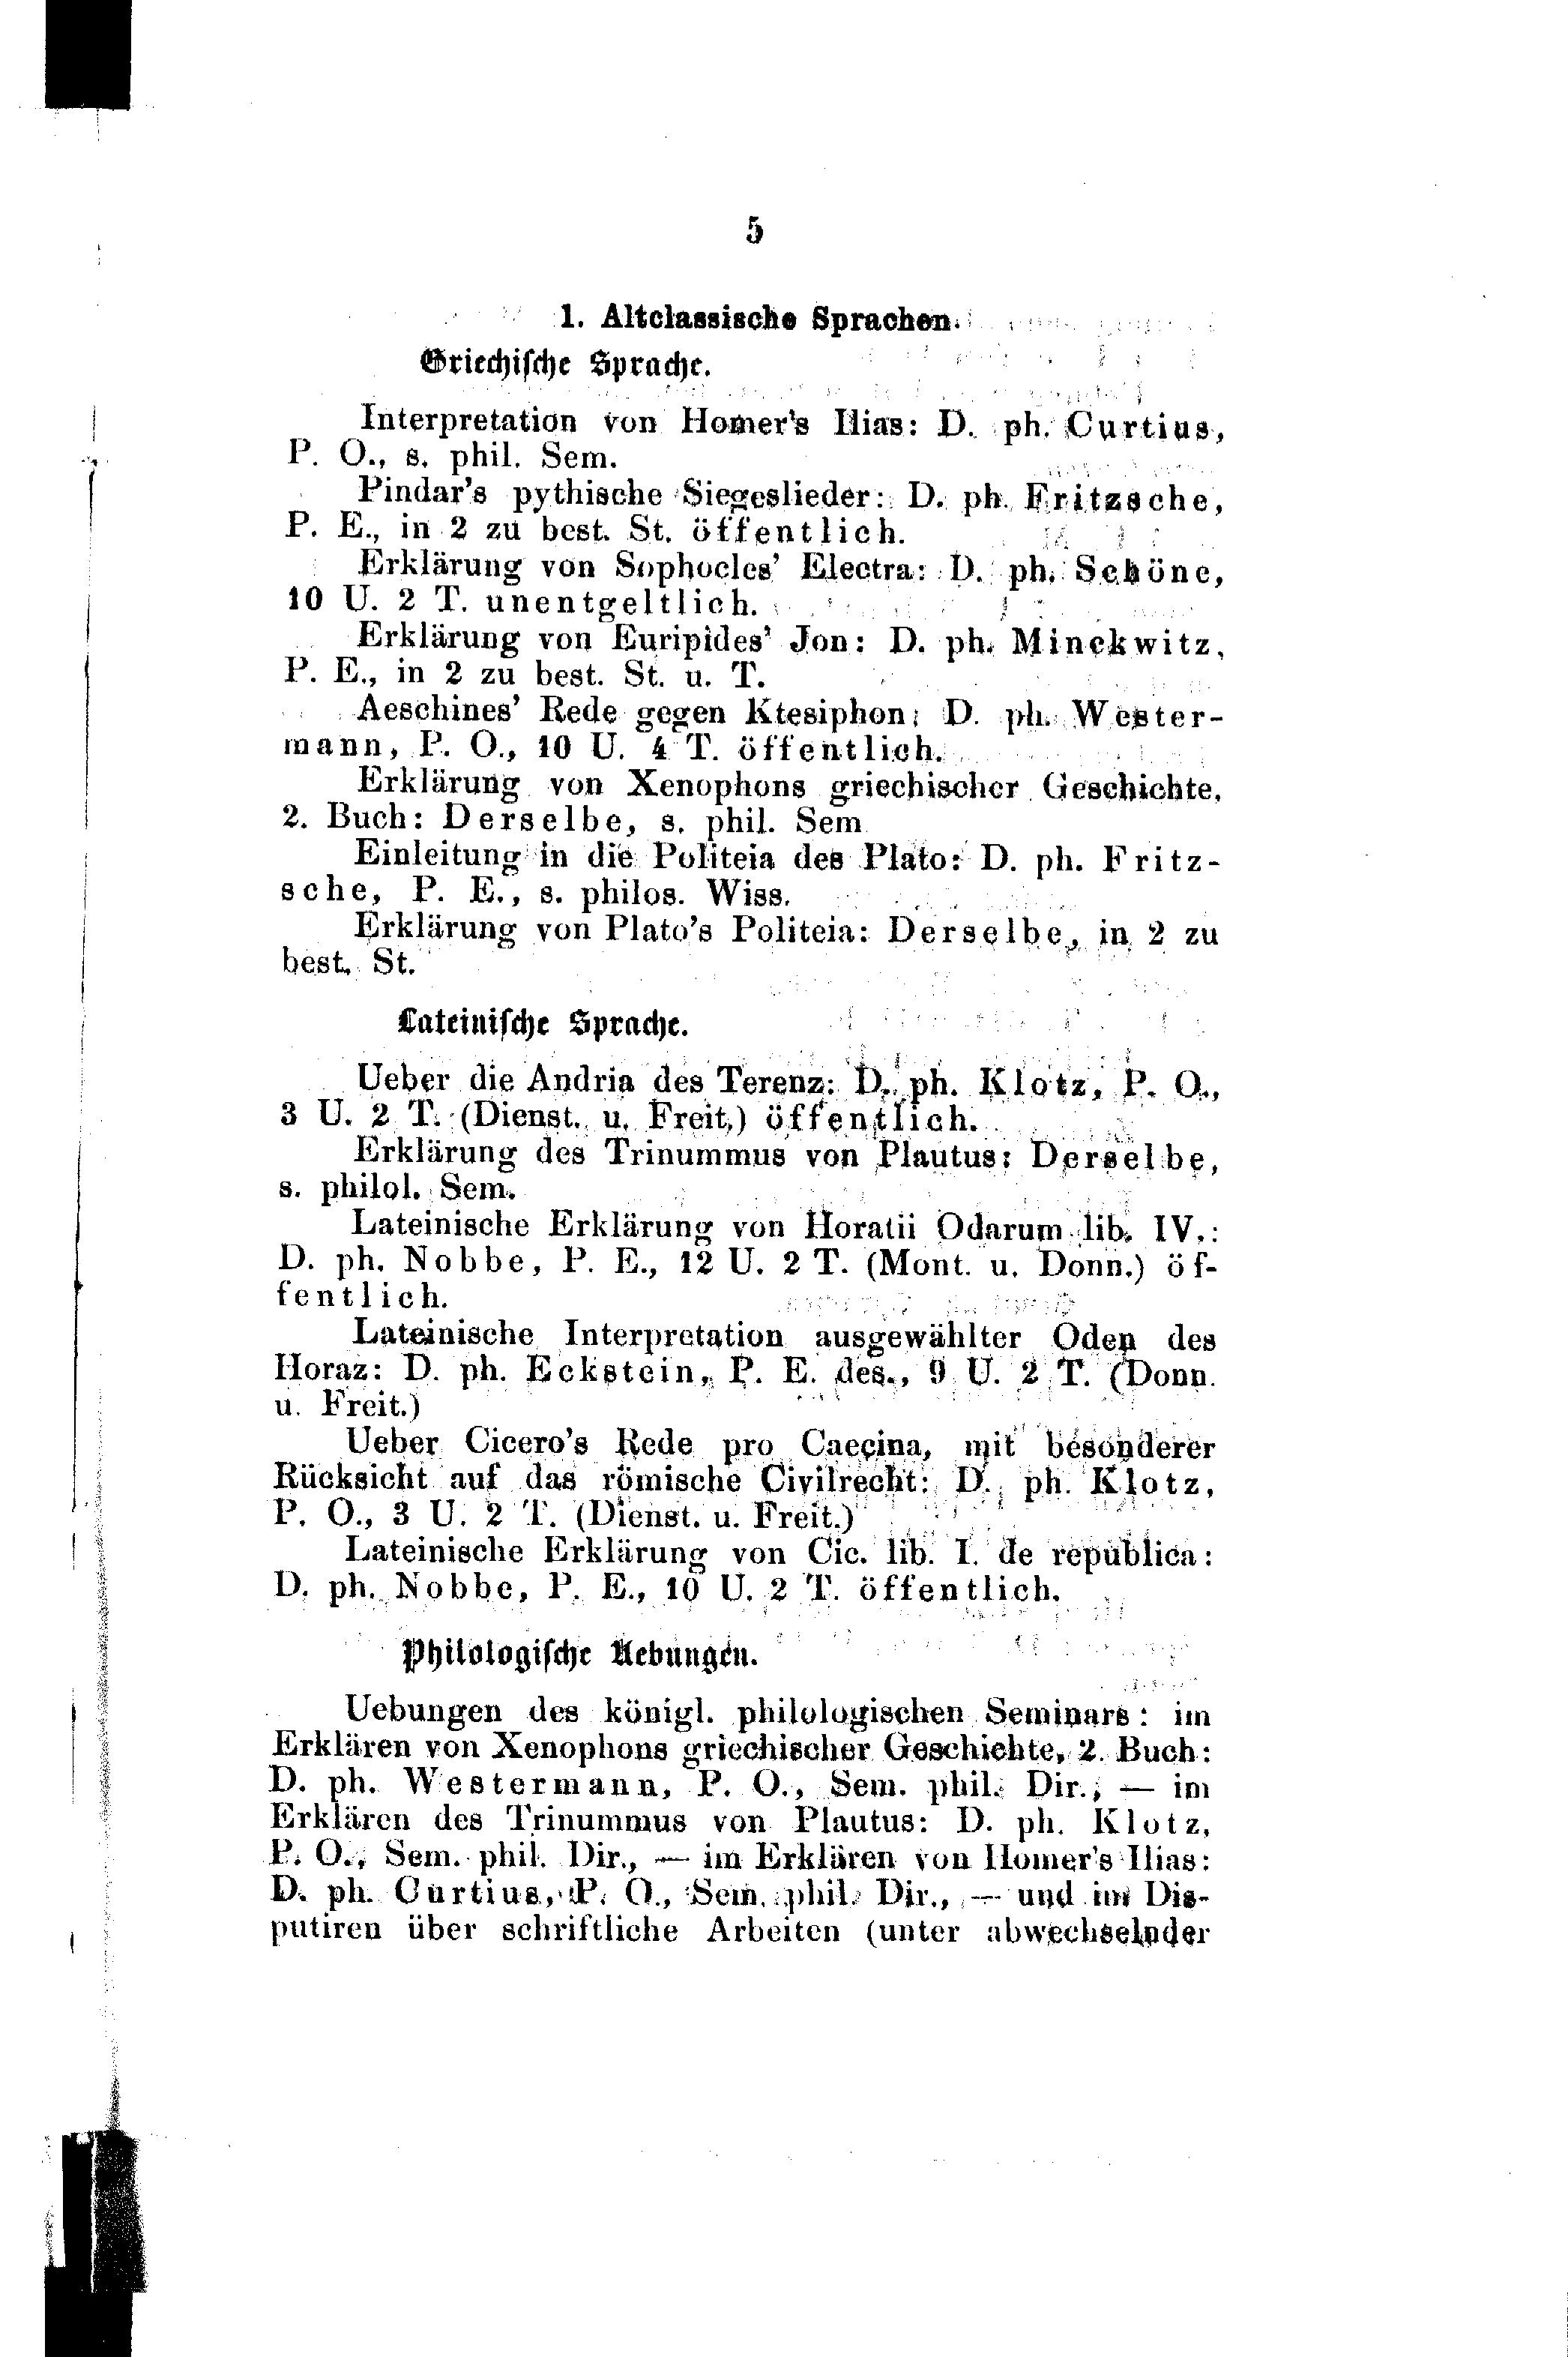 5
1. Altclassische Sprachen.
Griechische Sprache.
Interpretation von Homer's Ilias: D. ph. Curtius,
P. O., s. phil. Sem.
Pindar's pythische Siegeslieder: D. ph. Fritzsche,
P. E., in 2 zu best. St. öffentlich.
Erklärung von Sophocles' Electra: D. ph. Schöne,
10 U. 2 T. unentgeltlich.
Erklärung von Euripides' Jon: D. ph. Minckwitz,
P. E., in 2 zu best. St. u. T.
Aeschines' Rede gegen Ktesiphon: D. ph. Wester-
mann, P. O., 10 U. 4 T. öffentlich.
Erklärung von Xenophons griechischer Geschichte,
2. Buch: Derselbe, s. phil. Sem
Einleitung in die Politeia des Plato: D. ph. Fritz-
sche, P. E., s. philos. Wiss.
Erklärung von Plato's Politeia: Derselbe, in 2 zu
best. St.
Lateinische Sprache.
Ueber die Andria des Terenz: D. ph. Klotz, P. O.,
3 U. 2 T. (Dienst. u. Freit.) öffentlich.
Erklärung des Trinummus von Plautus: Derselbe,
s. philol. Sem.
Lateinische Erklärung von Horatii Odarum lib. IV.:
D. ph. Nobbe, P. E., 12 U. 2 T. (Mont. u. Donn.) öf-
fentlich.
Lateinische Interpretation ausgewählter Oden des
Horaz: D. ph. Eckstein, P. E. des., 9 U. 2 T. (Donn.
u. Freit.)
Ueber Cicero's Rede pro Caecina, mit besonderer
Rücksicht auf das römische Civilrecht: D. ph. Klotz,
P. O., 3 U. 2 T. (Dienst. u. Freit.)
Lateinische Erklärung von Cic. lib. I. de republica:
D. ph. Nobbe, P. E., 10 U. 2 T. öffentlich.
Philologische Uebungen.
Uebungen des königl. philologischen Seminars: im
Erklären von Xenophons griechischer Geschichte, 2. Buch:
D. ph. Westermann, P. O., Sem. phil. Dir., — im
Erklären des Trinummus von Plautus: D. ph. Klotz,
P. O., Sem. phil. Dir., — im Erklären von Homer's Ilias:
D. ph. Curtius, P. O., Sem. phil. Dir., — und im Dis-
putiren über schriftliche Arbeiten (unter abwechselnder